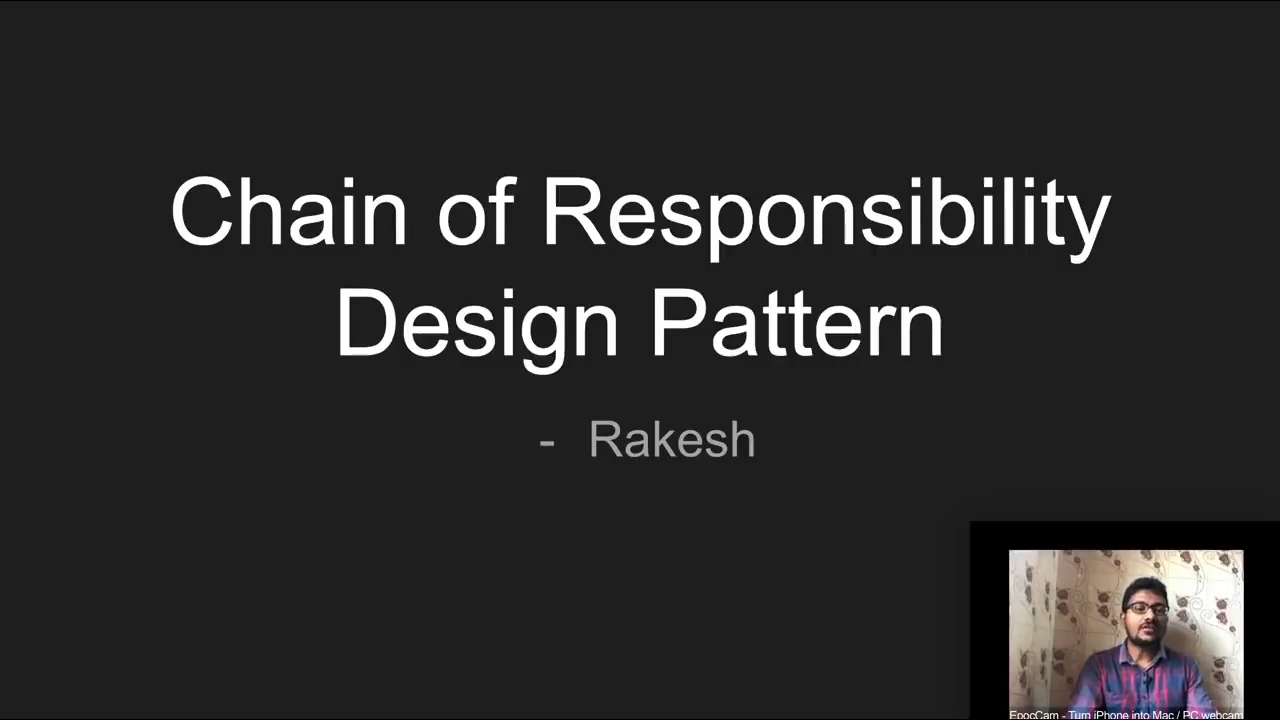 Chain of Responsibility
Design Pattern
- Rakesh
EpocCam - Turn iPhone into Mac / PC webcam